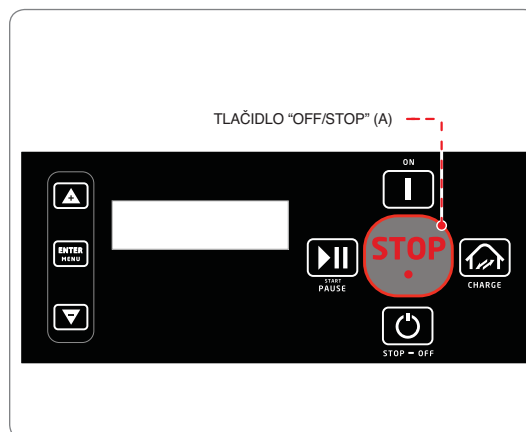 TLAČIDLO “OFF/STOP” (A)
ON
+
ENTER
MENU
-
START
PAUSE
STOP
CHARGE
STOP – OFF